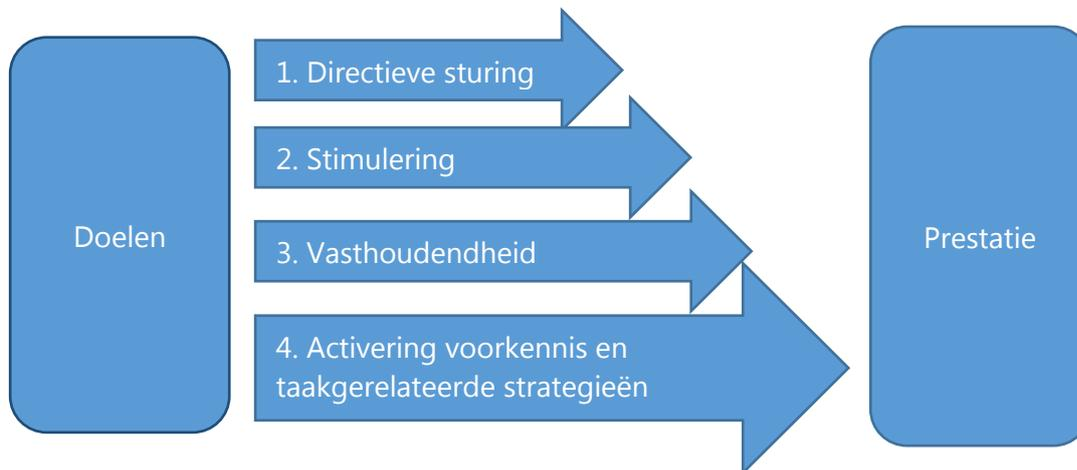 Doelen
1. Directieve sturing
2. Stimulering
3. Vasthoudendheid
4. Activering voorkennis en
taakgerelateerde strategieën
Prestatie